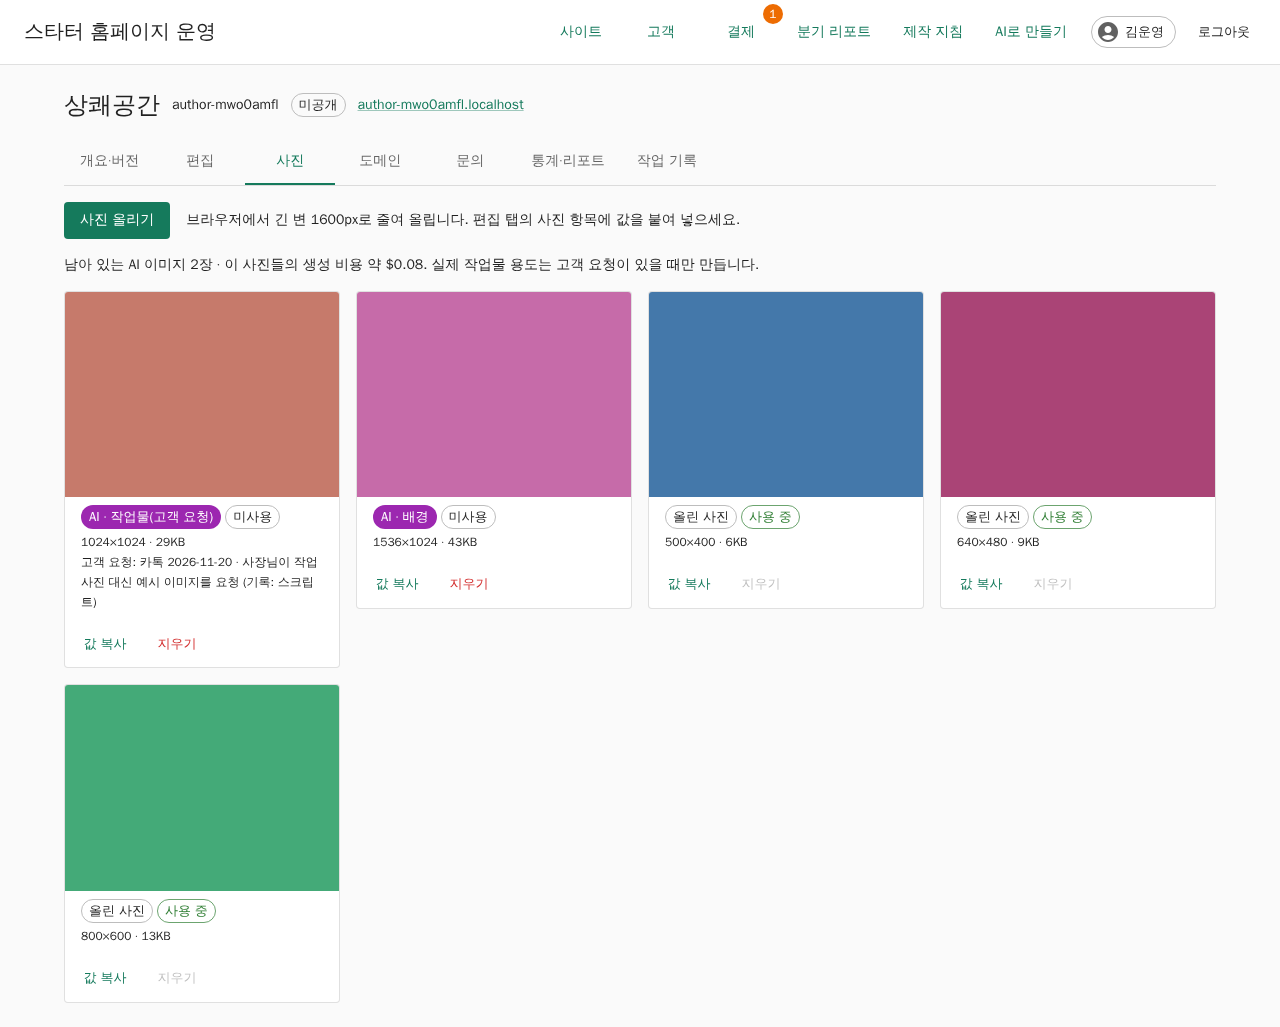 스타터 홈페이지 운영
사이트
고객
결제
1
분기 리포트
제작 지침
AI로 만들기
김운영
로그아웃
상쾌공간
author-mwo0amfl
미공개
author-mwo0amfl.localhost
개요·버전
편집
사진
도메인
문의
통계·리포트
작업 기록
사진 올리기
브라우저에서 긴 변 1600px로 줄여 올립니다. 편집 탭의 사진 항목에 값을 붙여 넣으세요.
남아 있는 AI 이미지 2장 · 이 사진들의 생성 비용 약 $0.08. 실제 작업물 용도는 고객 요청이 있을 때만 만듭니다.
AI · 작업물(고객 요청)
미사용
1024×1024 · 29KB
고객 요청: 카톡 2026-11-20 · 사장님이 작업
사진 대신 예시 이미지를 요청 (기록: 스크립
트)
값 복사
지우기
AI · 배경
미사용
1536×1024 · 43KB
값 복사
지우기
올린 사진
사용 중
500×400 · 6KB
값 복사
지우기
올린 사진
사용 중
640×480 · 9KB
값 복사
지우기
올린 사진
사용 중
800×600 · 13KB
값 복사
지우기